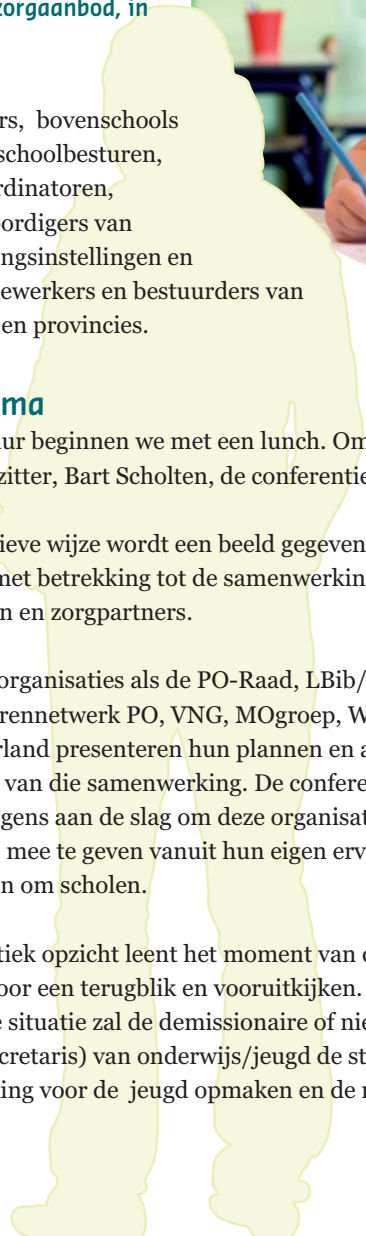 zorgaanbod, in
rs, bovenschools
schoolbesturen,
rdinatoren,
oordigers van
ngsinstellingen en
ewerkers en bestuurders van
en provincies.
ma
uur beginnen we met een lunch. Om
zitter, Bart Scholten, de conferentie
ieve wijze wordt een beeld gegeven
met betrekking tot de samenwerkin
n en zorgpartners.
organisaties als de PO-Raad, LBib/
rennetwerk PO, VNG, MOgroep, W
rland presenteren hun plannen en a
van die samenwerking. De confere
gens aan de slag om deze organisat
mee te geven vanuit hun eigen erv
n om scholen.
tiek opzicht leent het moment van d
oor een terugblik en vooruitkijken.
e situatie zal de demissionaire of nie
cretaris) van onderwijs/jeugd de st
ing voor de jeugd opmaken en de r